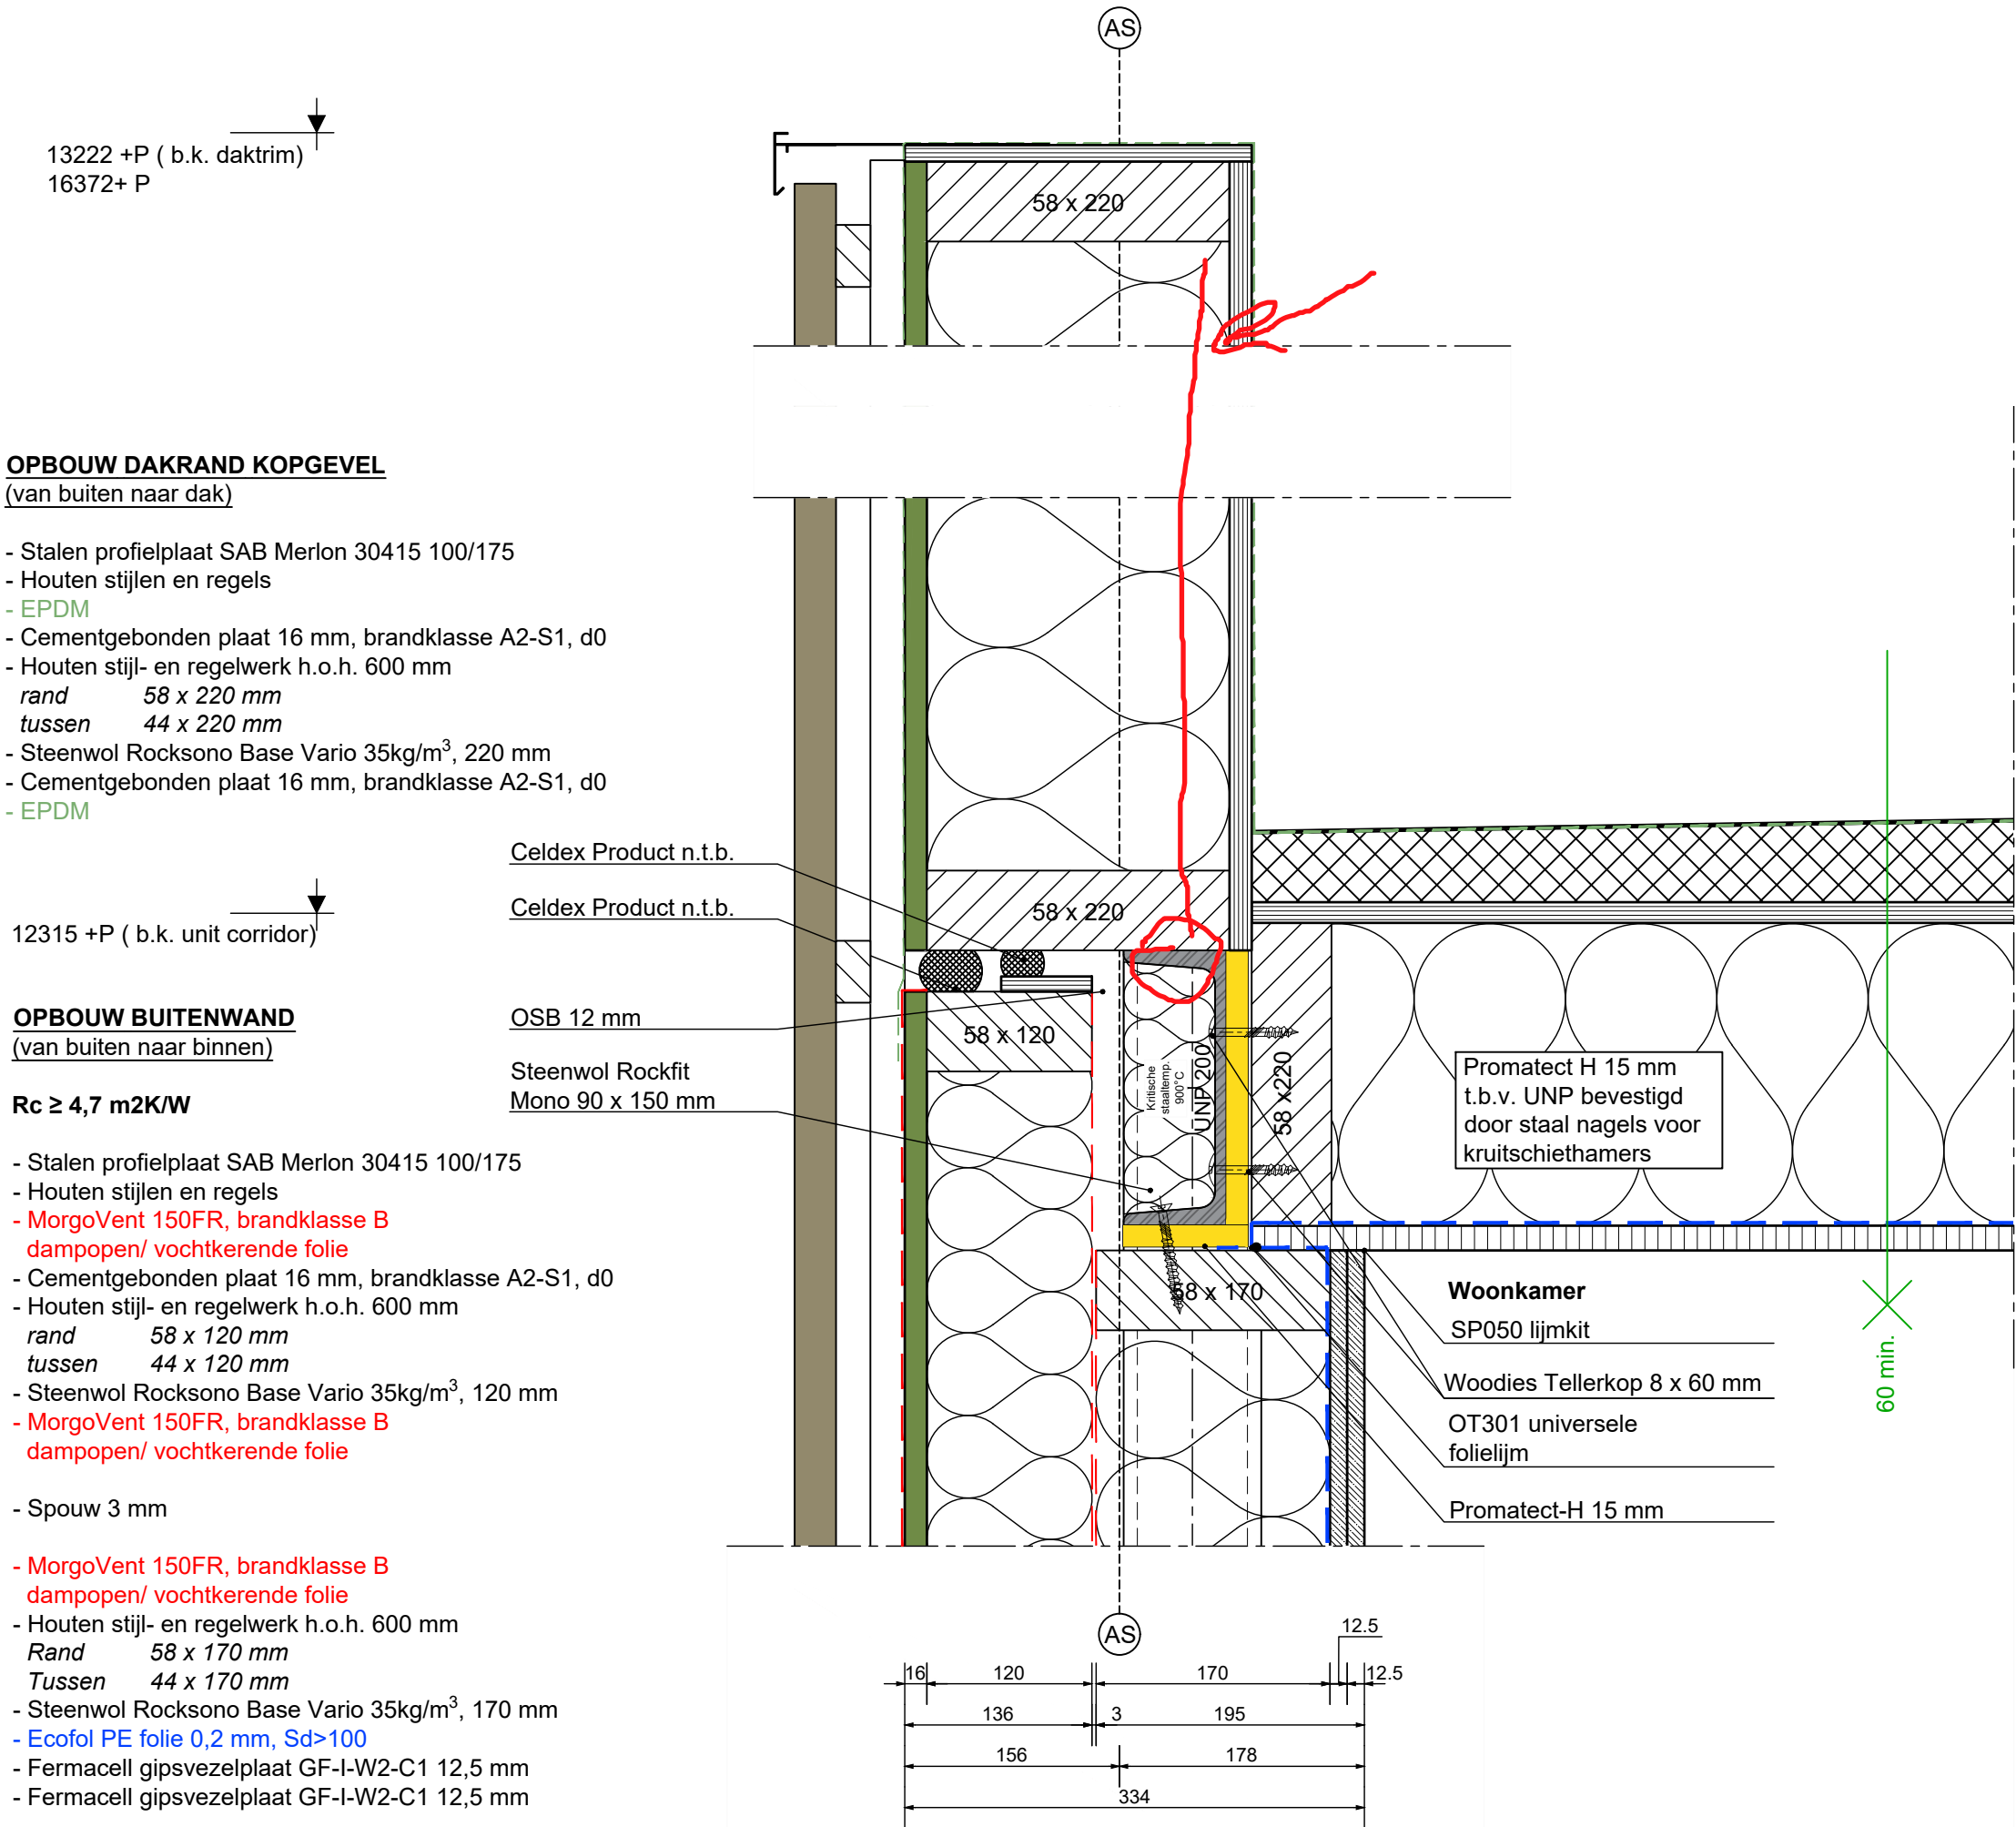 AS
13222 +P ( b.k. daktrim)
16372+ P
58 x 220
OPBOUW DAKRAND KOPGEVEL
(van buiten naar dak)
- Stalen profielplaat SAB Merlon 30415 100/175
- Houten stijlen en regels
- EPDM
- Cementgebonden plaat 16 mm, brandklasse A2-S1, d0
- Houten stijl- en regelwerk h.o.h. 600 mm
rand 58 x 220 mm
tussen 44 x 220 mm
- Steenwol Rocksono Base Vario 35kg/m³, 220 mm
- Cementgebonden plaat 16 mm, brandklasse A2-S1, d0
- EPDM
Celdex Product n.t.b.
Celdex Product n.t.b.
58 x 220
12315 +P ( b.k. unit corridor)
OPBOUW BUITENWAND
(van buiten naar binnen)
OSB 12 mm
58 x 120
Steenwol Rockfit
Mono 90 x 150 mm
Kritische
staaltemp.
900°C
UNP 200
58 x220
Promatect H 15 mm
t.b.v. UNP bevestigd
door staal nagels voor
kruitschiethamers
Rc ≥ 4,7 m2K/W
- Stalen profielplaat SAB Merlon 30415 100/175
- Houten stijlen en regels
- MorgoVent 150FR, brandklasse B
dampopen/ vochtkerende folie
- Cementgebonden plaat 16 mm, brandklasse A2-S1, d0
- Houten stijl- en regelwerk h.o.h. 600 mm
rand 58 x 120 mm
tussen 44 x 120 mm
- Steenwol Rocksono Base Vario 35kg/m³, 120 mm
- MorgoVent 150FR, brandklasse B
dampopen/ vochtkerende folie
- Spouw 3 mm
- MorgoVent 150FR, brandklasse B
dampopen/ vochtkerende folie
- Houten stijl- en regelwerk h.o.h. 600 mm
Rand 58 x 170 mm
Tussen 44 x 170 mm
- Steenwol Rocksono Base Vario 35kg/m³, 170 mm
- Ecofol PE folie 0,2 mm, Sd>100
- Fermacell gipsvezelplaat GF-I-W2-C1 12,5 mm
- Fermacell gipsvezelplaat GF-I-W2-C1 12,5 mm
58 x 170
Woonkamer
SP050 lijmkit
Woodies Tellerkop 8 x 60 mm
OT301 universele
folielijm
Promatect-H 15 mm
60 min.
AS
12.5
16 120 170 12.5
136 3 195
156 178
334